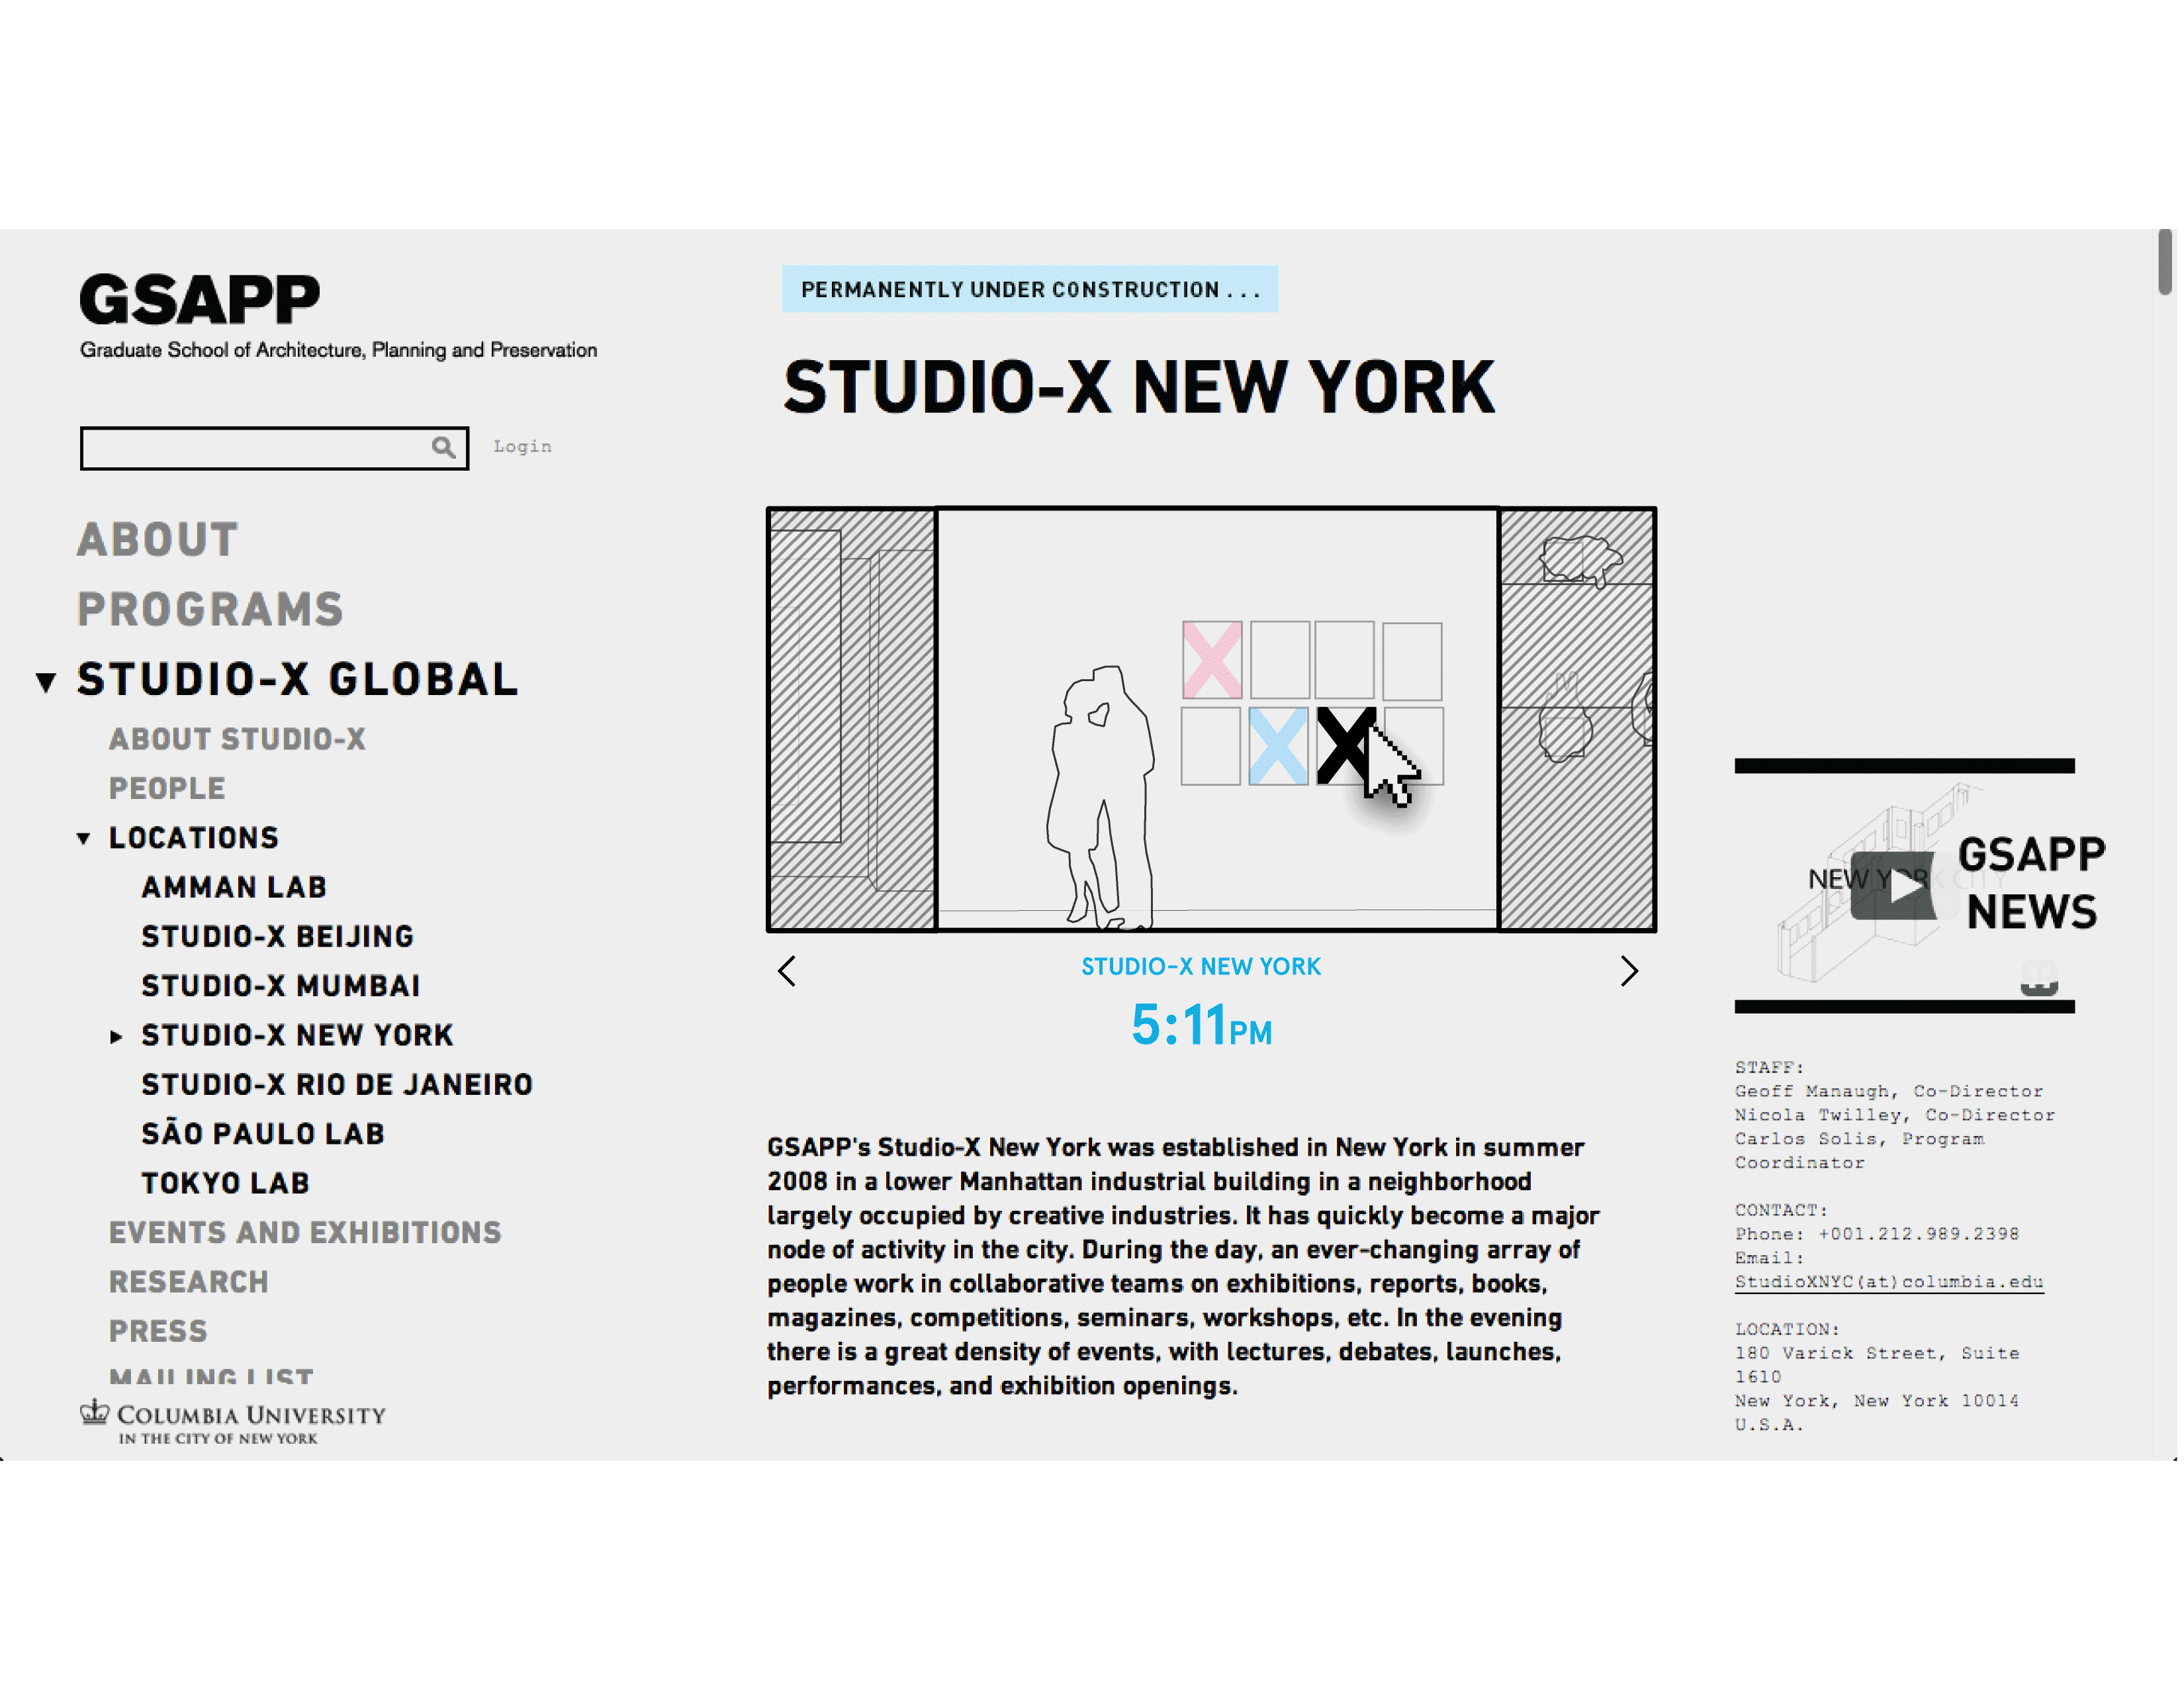 GSAPP
Graduate School of Architecture, Planning and Preservation
Login
ABOUT
PROGRAMS
STUDIO-X GLOBAL
ABOUT STUDIO-X
PEOPLE
LOCATIONS
AMMAN LAB
STUDIO-X BEIJING
STUDIO-X MUMBAI
STUDIO-X NEW YORK
STUDIO-X RIO DE JANEIRO
SÃO PAULO LAB
TOKYO LAB
EVENTS AND EXHIBITIONS
RESEARCH
PRESS
MAILING LIST
COLUMBIA UNIVERSITY
IN THE CITY OF NEW YORK
PERMANENTLY UNDER CONSTRUCTION . . .
STUDIO-X NEW YORK
X
X X
STUDIO-X NEW YORK
5:11PM
GSAPP's Studio-X New York was established in New York in summer
2008 in a lower Manhattan industrial building in a neighborhood
largely occupied by creative industries. It has quickly become a major
node of activity in the city. During the day, an ever-changing array of
people work in collaborative teams on exhibitions, reports, books,
magazines, competitions, seminars, workshops, etc. In the evening
there is a great density of events, with lectures, debates, launches,
performances, and exhibition openings.
NEW YORK CITY
GSAPP
NEWS
STAFF:
Geoff Manaugh, Co-Director
Nicola Twilley, Co-Director
Carlos Solis, Program
Coordinator
CONTACT:
Phone: +001.212.989.2398
Email:
StudioXNYC(at)columbia.edu
LOCATION:
180 Varick Street, Suite
1610
New York, New York 10014
U.S.A.